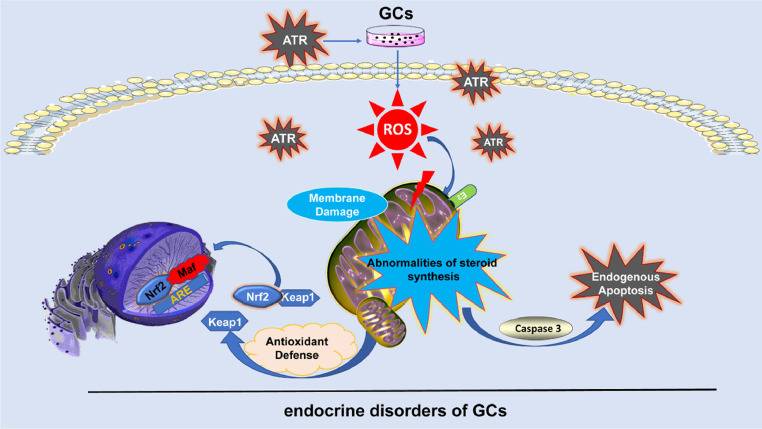 GCs
ATR
ATR
ATR
ATR
ROS
E₂
Membrane
Damage
Abnormalities of steroid
synthesis
Nrf2
Maf
ARE
Nrf2
Keap1
Keap1
Antioxidant
Defense
Caspase 3
Endogenous
Apoptosis
endocrine disorders of GCs